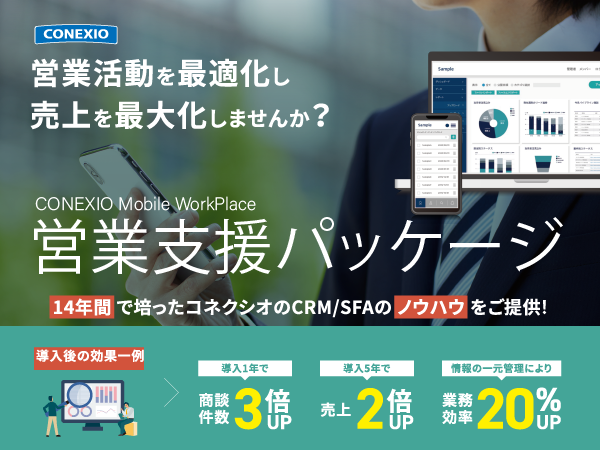 CONEXIO
営業活動を最適化し
売上を最大化しませんか？
Sample
Sample
CONEXIO Mobile WorkPlace
営業支援パッケージ
14年間で培ったコネクシオのCRM/SFAのノウハウをご提供!
導入後の効果一例
導入1年で
商談件数3倍UP
導入5年で
売上2倍UP
情報の一元管理により
業務効率20%UP